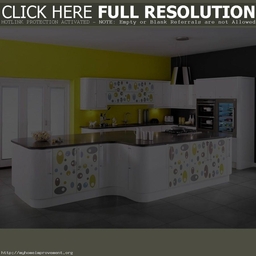 CLICK HERE FULL RESOLUTION
HOTLINK PROTECTION ACTIVATED - NOTE: Empty or Blank Referrals are not Allowed
http://myhomeimprovement.org